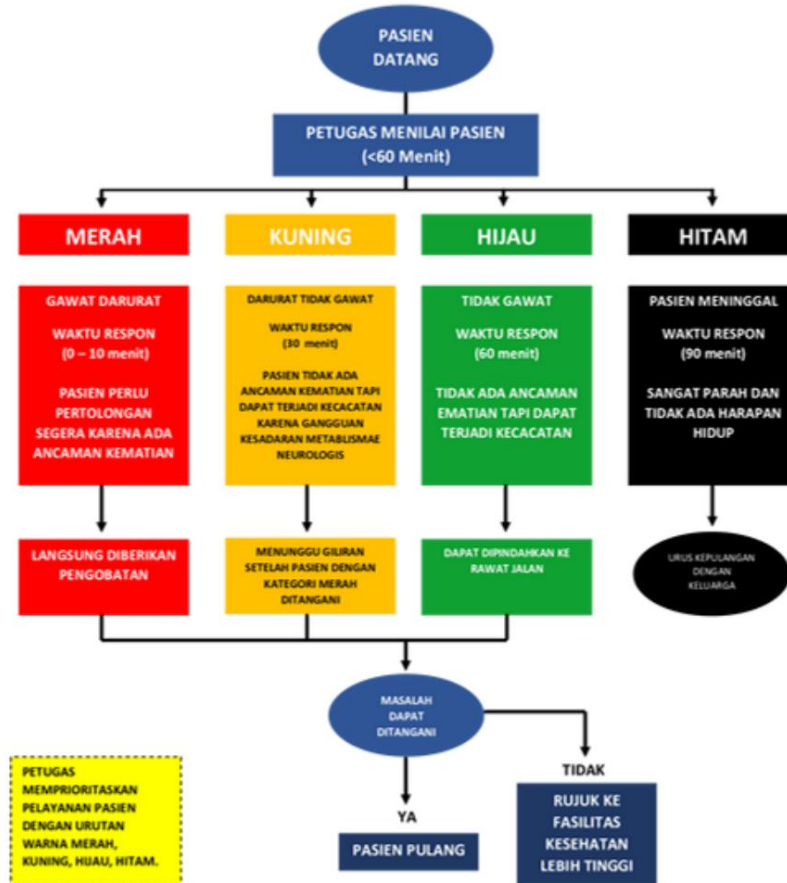 PASIEN
DATANG
PETUGAS MENILAI PASIEN
(<60 Menit)
MERAH
KUNING
HIJAU
HITAM
GAWAT DARURAT
WAKTU RESPON
(0 – 10 menit)
PASIEN PERLU
PERTOLONGAN
SEGERA KARENA ADA
ANCAMAN KEMATIAN
DARURAT TIDAK GAWAT
WAKTU RESPON
(30 menit)
PASIEN TIDAK ADA
ANCAMAN KEMATIAN TAPI
DAPAT TERJADI KECACATAN
KARENA GANGGUAN
KESADARAN METABLISMAE
NEUROLOGIS
TIDAK GAWAT
WAKTU RESPON
(60 menit)
TIDAK ADA ANCAMAN
EMATIAN TAPI DAPAT
TERJADI KECACATAN
PASIEN MENINGGAL
WAKTU RESPON
(90 menit)
SANGAT PARAH DAN
TIDAK ADA HARAPAN
HIDUP
LANGSUNG DIBERIKAN
PENGOBATAN
MENUNGGU GILIRAN
SETELAH PASIEN DENGAN
KATEGORI MERAH
DITANGANI
DAPAT DIPINDAHKAN KE
RAWAT JALAN
URUS KEPULANGAN
DENGAN
KELUARGA
MASALAH
DAPAT
DITANGANI
TIDAK
YA
PASIEN PULANG
RUJUK KE
FASILITAS
KESEHATAN
LEBIH TINGGI
PETUGAS
MEMPRIORITASKAN
PELAYANAN PASIEN
DENGAN URUTAN
WARNA MERAH,
KUNING, HIJAU, HITAM.